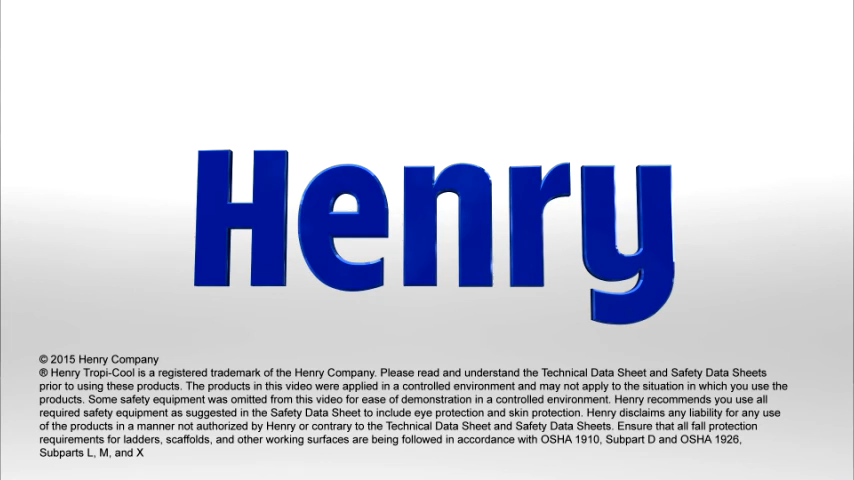 Henry
© 2015 Henry Company
® Henry Tropi-Cool is a registered trademark of the Henry Company. Please read and understand the Technical Data Sheet and Safety Data Sheets
prior to using these products. The products in this video were applied in a controlled environment and may not apply to the situation in which you use the
products. Some safety equipment was omitted from this video for ease of demonstration in a controlled environment. Henry recommends you use all
required safety equipment as suggested in the Safety Data Sheet to include eye protection and skin protection. Henry disclaims any liability for any use
of the products in a manner not authorized by Henry or contrary to the Technical Data Sheet and Safety Data Sheets. Ensure that all fall protection
requirements for ladders, scaffolds, and other working surfaces are being followed in accordance with OSHA 1910, Subpart D and OSHA 1926,
Subparts L, M, and X